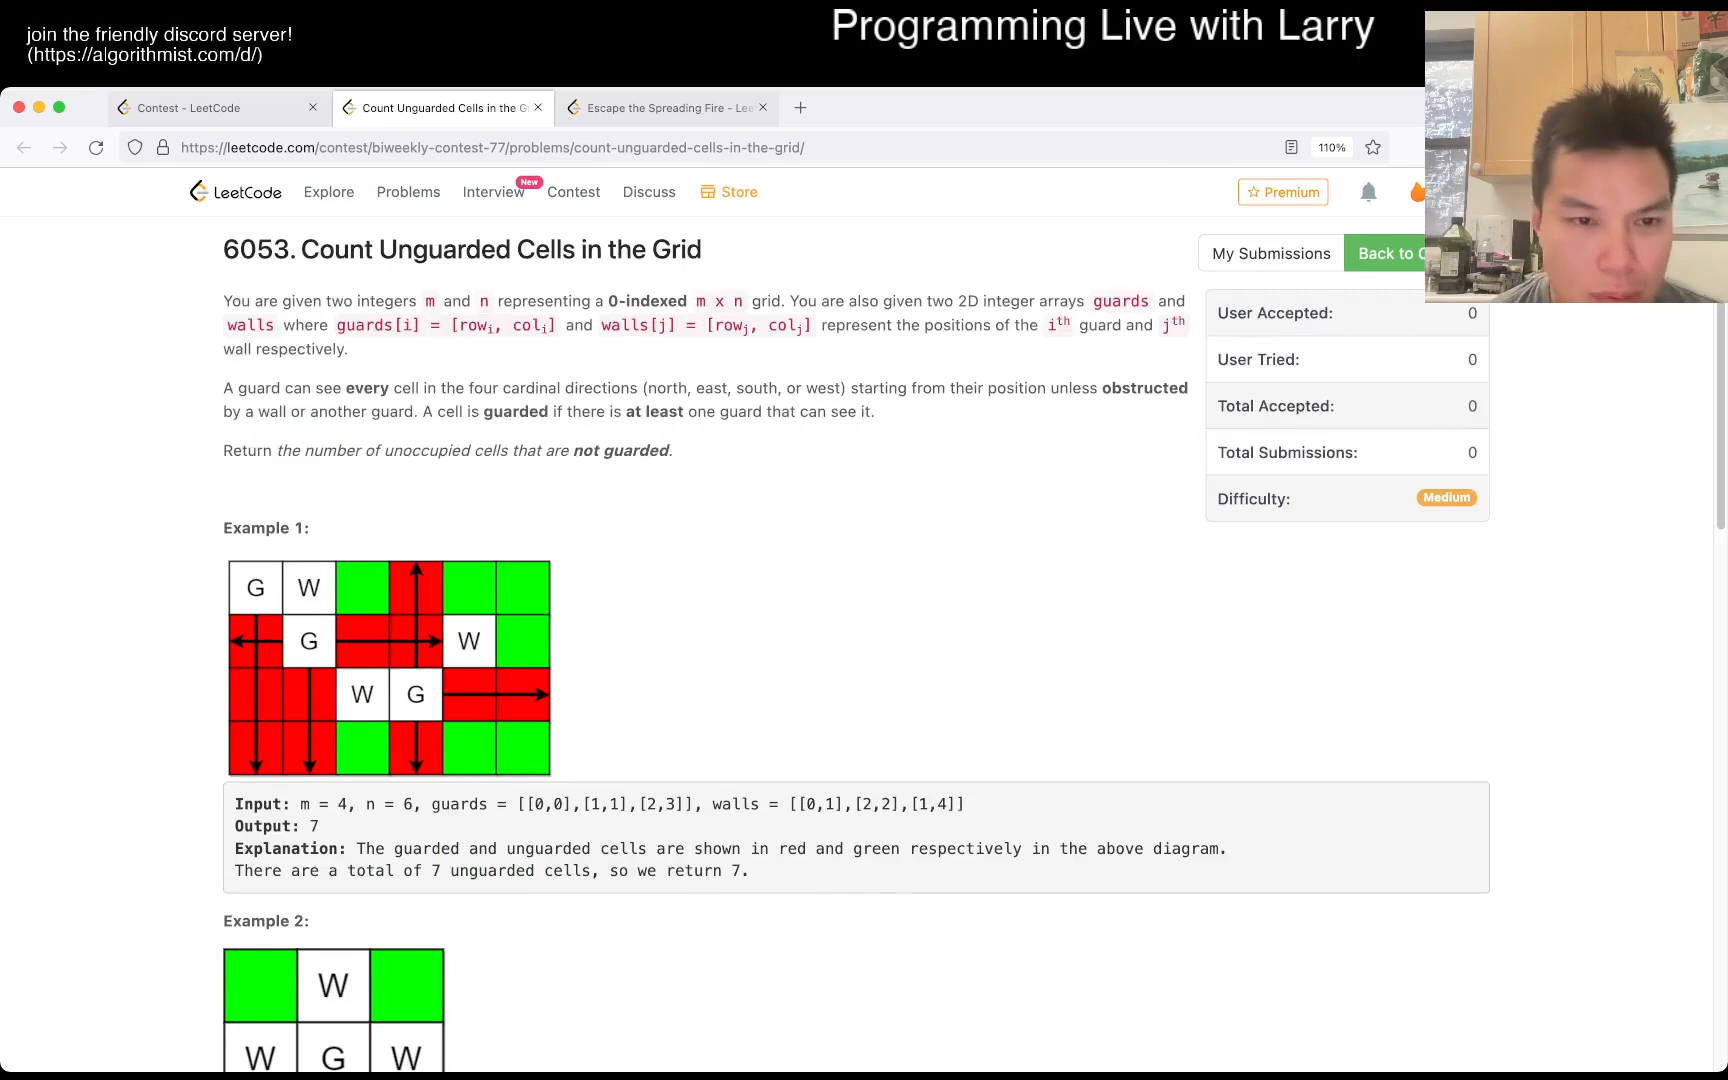 join the friendly discord server!
(https://algorithmist.com/d/)
Programming Live with Larry
Contest - LeetCode
Count Unguarded Cells in the G
Escape the Spreading Fire - Lee
https://leetcode.com/contest/biweekly-contest-77/problems/count-unguarded-cells-in-the-grid/
110%
LeetCode
Explore
Problems
Interview
New
Contest
Discuss
Store
Premium
6053. Count Unguarded Cells in the Grid
My Submissions
Back to C
You are given two integers m and n representing a 0-indexed m x n grid. You are also given two 2D integer arrays guards and
walls where guards[i] = [rowi, coli] and walls[j] = [rowj, colj] represent the positions of the ith guard and jth
wall respectively.
A guard can see every cell in the four cardinal directions (north, east, south, or west) starting from their position unless obstructed
by a wall or another guard. A cell is guarded if there is at least one guard that can see it.
Return the number of unoccupied cells that are not guarded.
User Accepted: 0
User Tried: 0
Total Accepted: 0
Total Submissions: 0
Difficulty: Medium
Example 1:
G W
G W
W G
Input: m = 4, n = 6, guards = [[0,0],[1,1],[2,3]], walls = [[0,1],[2,2],[1,4]]
Output: 7
Explanation: The guarded and unguarded cells are shown in red and green respectively in the above diagram.
There are a total of 7 unguarded cells, so we return 7.
Example 2:
W
W G W